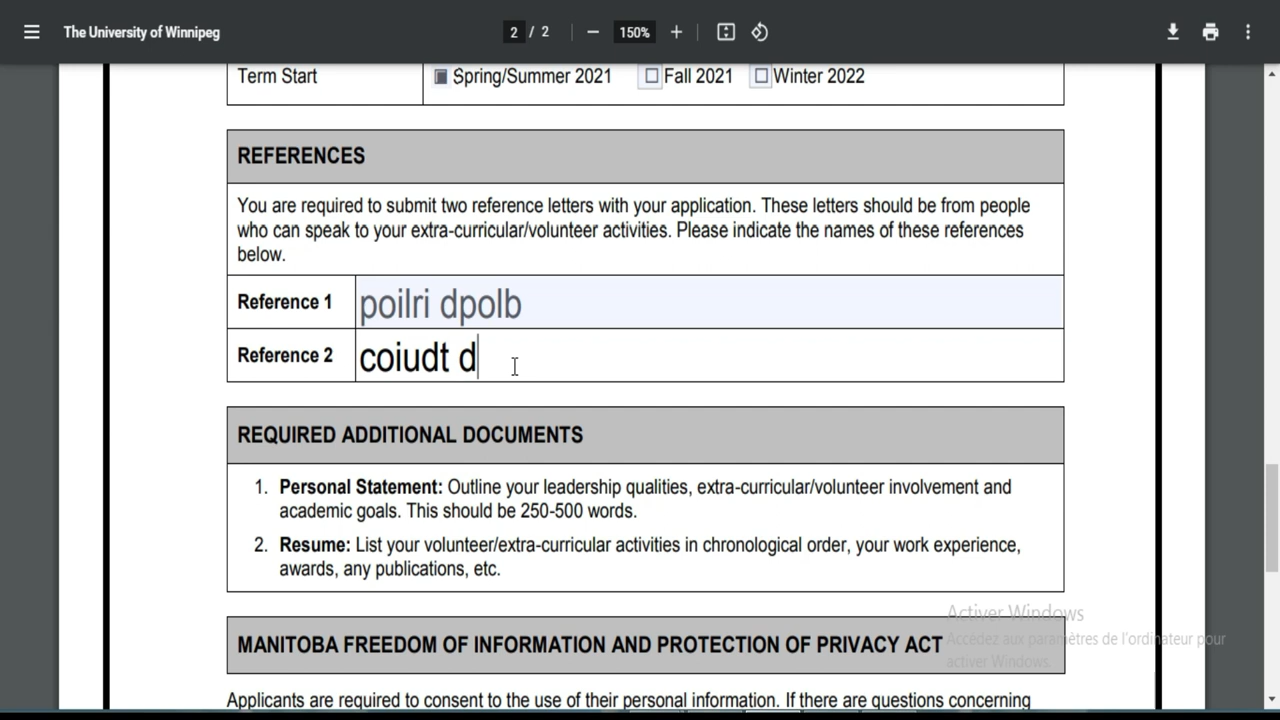 The University of Winnipeg
2 / 2
150%
Term Start
Spring/Summer 2021
Fall 2021
Winter 2022
REFERENCES
You are required to submit two reference letters with your application. These letters should be from people
who can speak to your extra-curricular/volunteer activities. Please indicate the names of these references
below.
Reference 1
poilri dpolb
Reference 2
coiudt d
REQUIRED ADDITIONAL DOCUMENTS
1. Personal Statement: Outline your leadership qualities, extra-curricular/volunteer involvement and
academic goals. This should be 250-500 words.
2. Resume: List your volunteer/extra-curricular activities in chronological order, your work experience,
awards, any publications, etc.
MANITOBA FREEDOM OF INFORMATION AND PROTECTION OF PRIVACY ACT
Activer Windows
Accédez aux paramètres de l'ordinateur pour
activer Windows.
Applicants are required to consent to the use of their personal information. If there are questions concerning